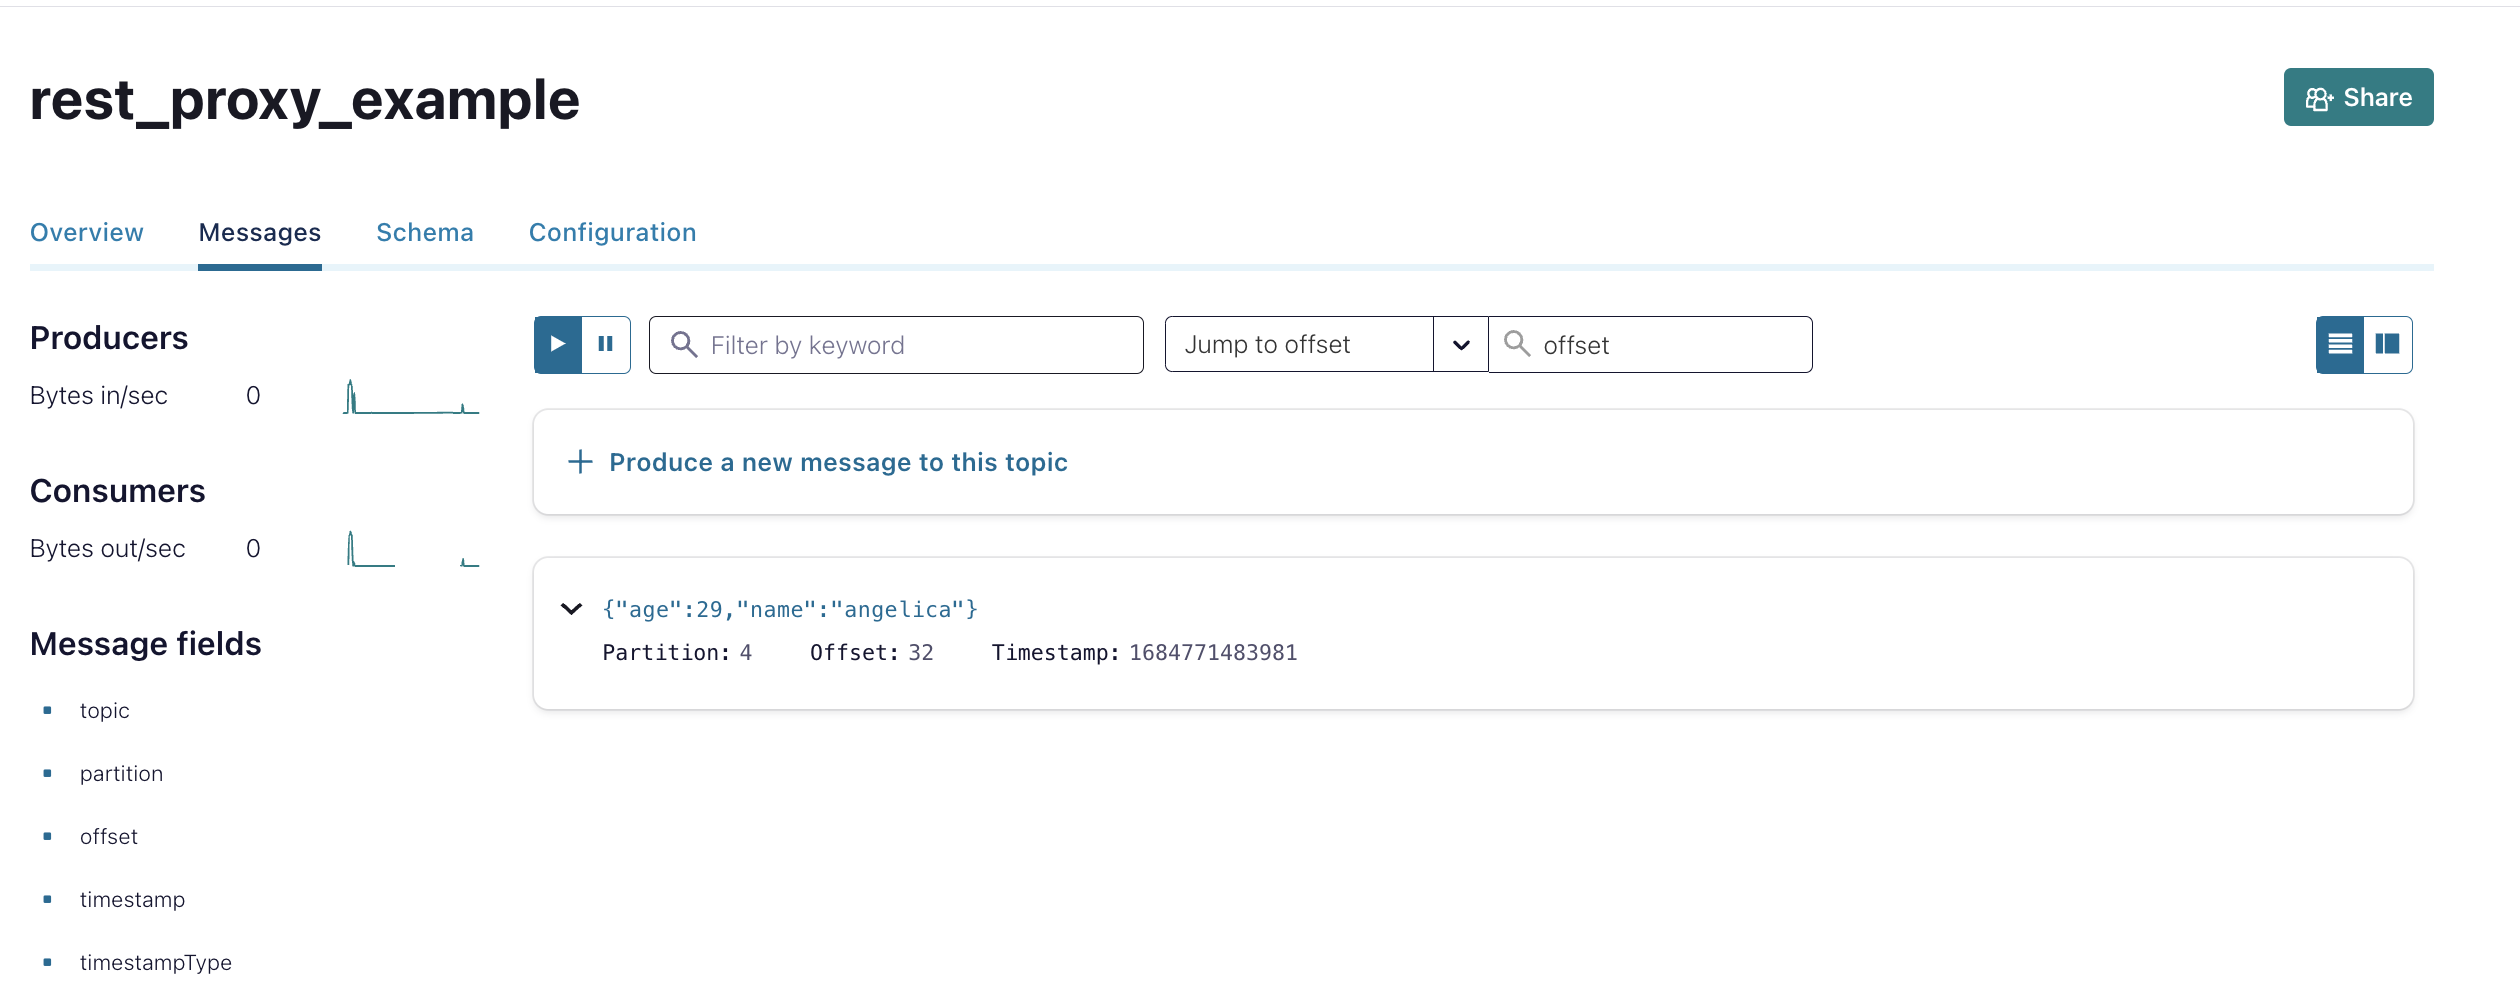 rest_proxy_example
Share
Overview Messages Schema Configuration
Producers
Bytes in/sec 0
Consumers
Bytes out/sec 0
Message fields
topic
partition
offset
timestamp
timestampType
Filter by keyword Jump to offset offset
Produce a new message to this topic
{"age":29,"name":"angelica"}
Partition: 4 Offset: 32 Timestamp: 1684771483981